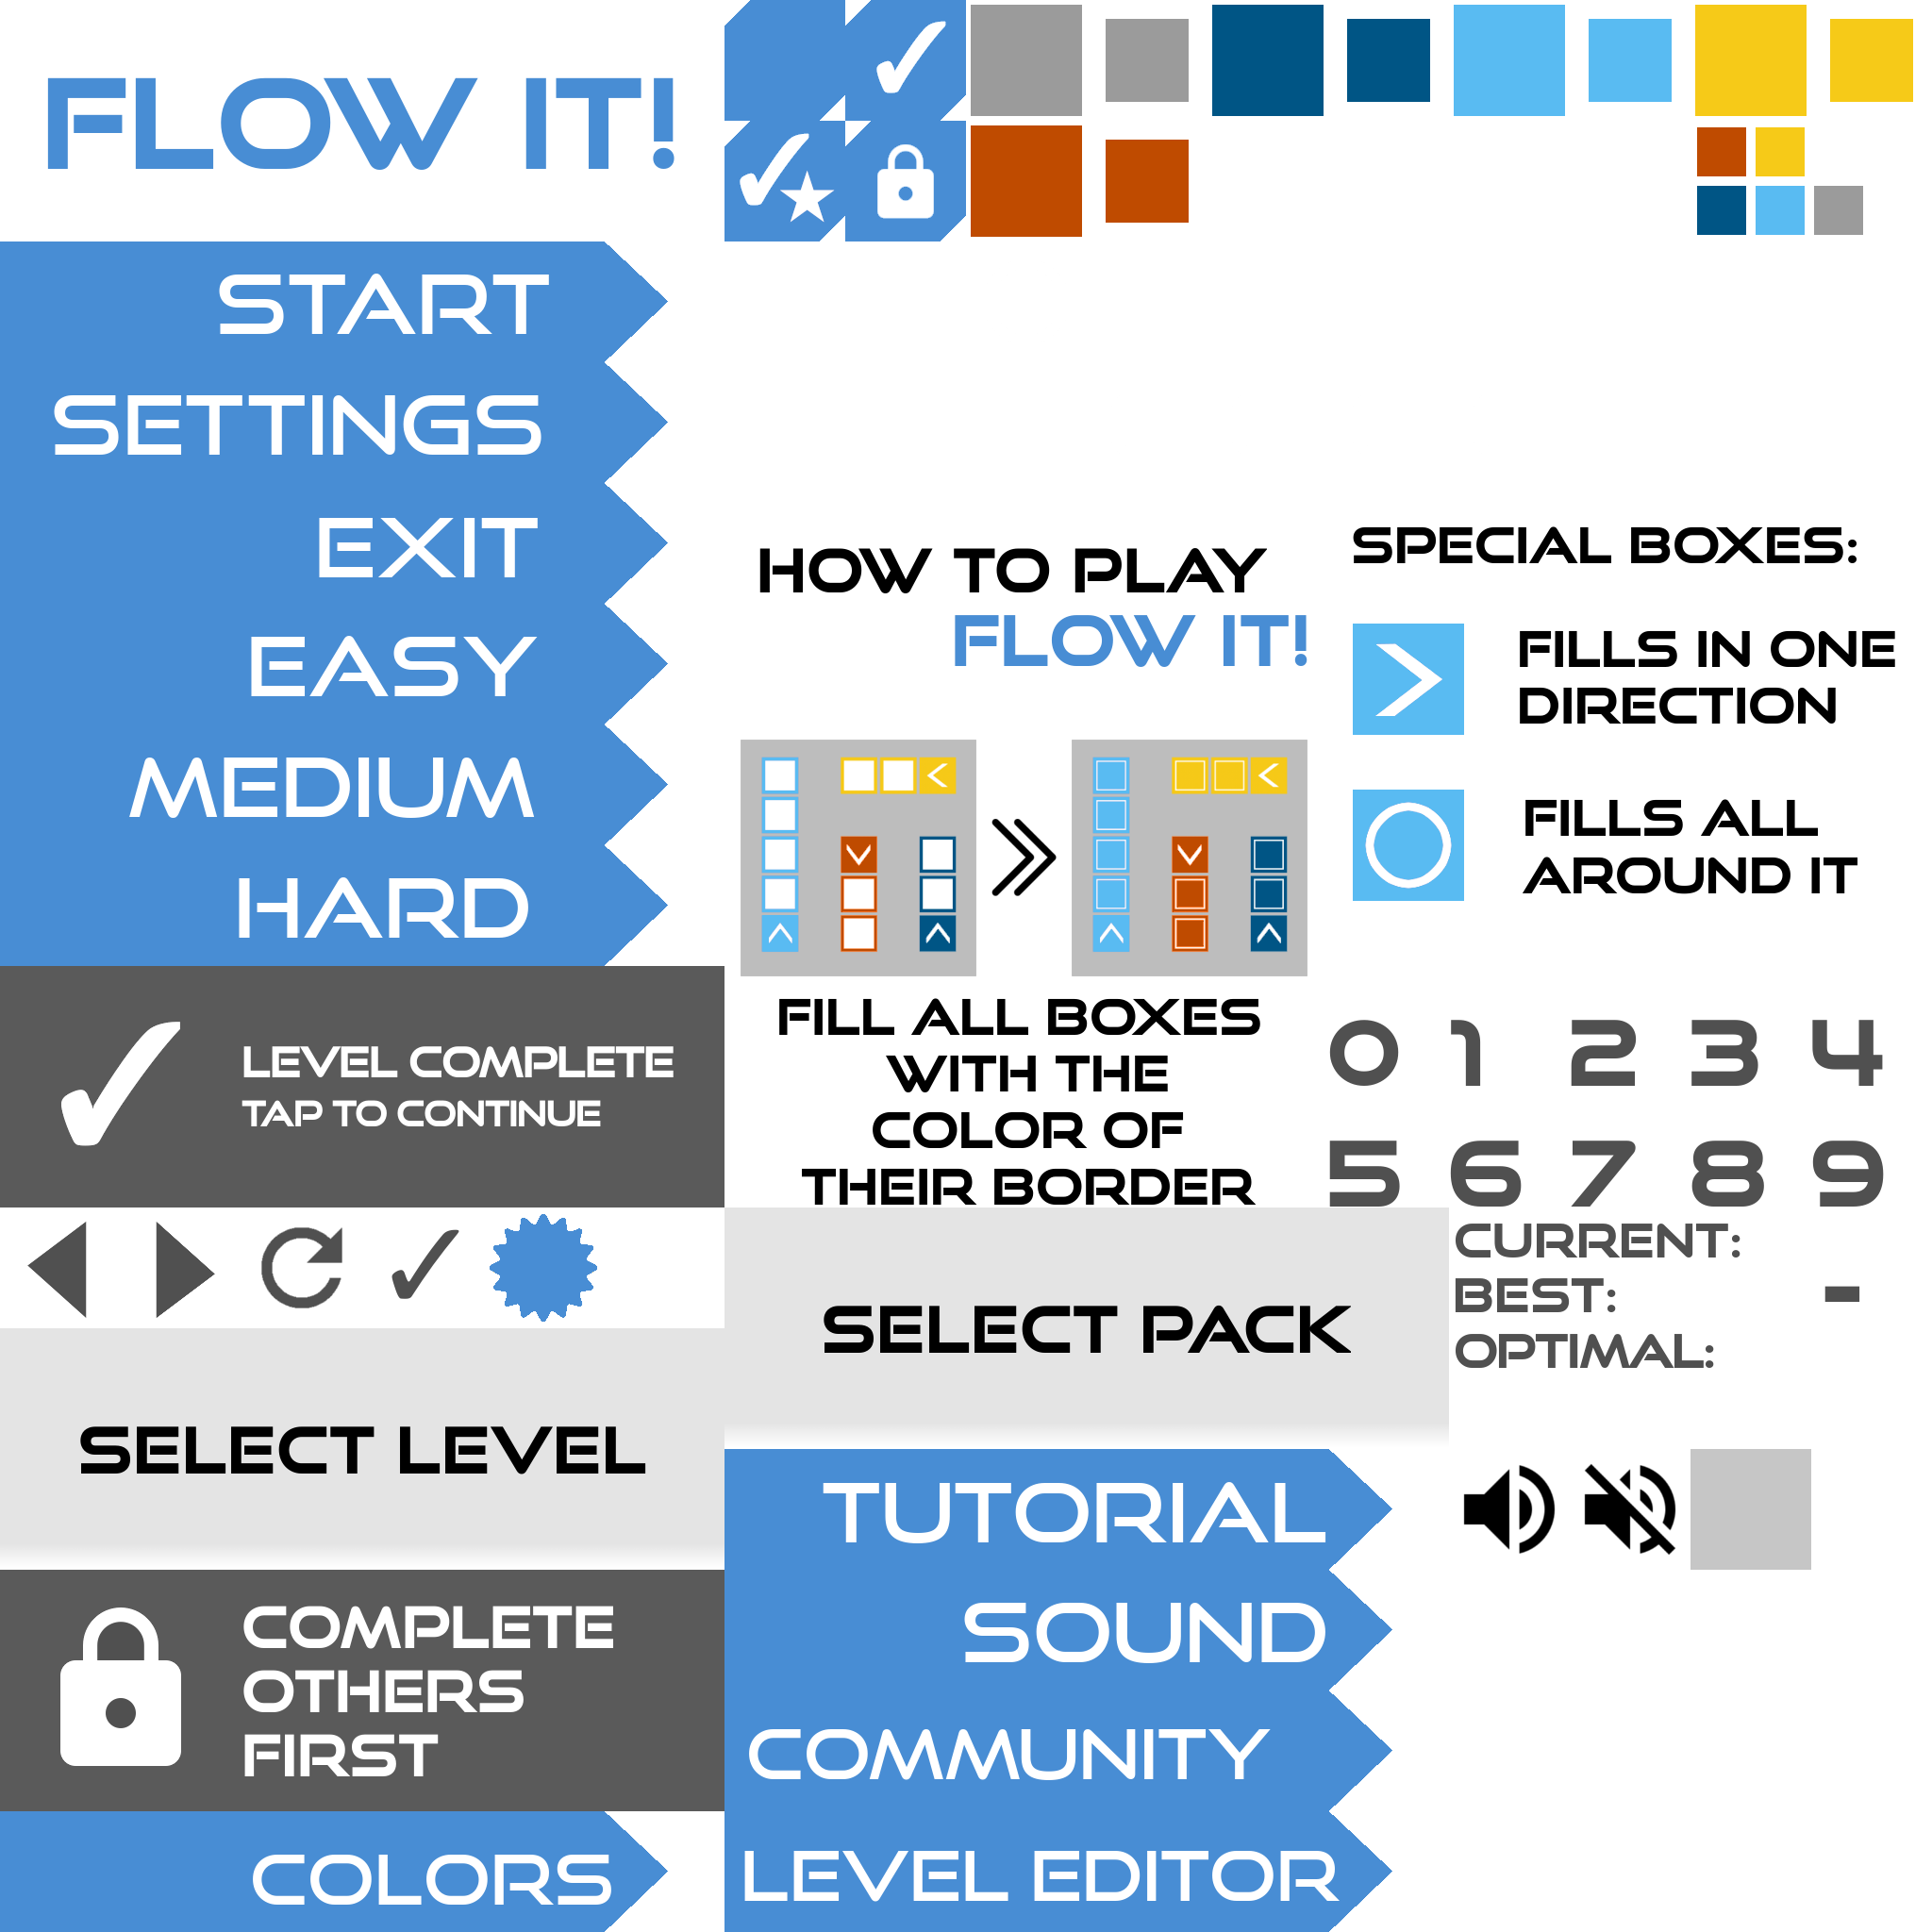 FLOW IT!
START
SETTINGS
EXIT
EASY
MEDIUM
HARD
LEVEL COMPLETE
TAP TO CONTINUE
SELECT LEVEL
COMPLETE
OTHERS
FIRST
COLORS
HOW TO PLAY
FLOW IT!
FILL ALL BOXES
WITH THE
COLOR OF
THEIR BORDER
SPECIAL BOXES:
FILLS IN ONE
DIRECTION
FILLS ALL
AROUND IT
0 1 2 3 4
5 6 7 8 9
SELECT PACK
CURRENT:
BEST: -
OPTIMAL:
TUTORIAL
SOUND
COMMUNITY
LEVEL EDITOR